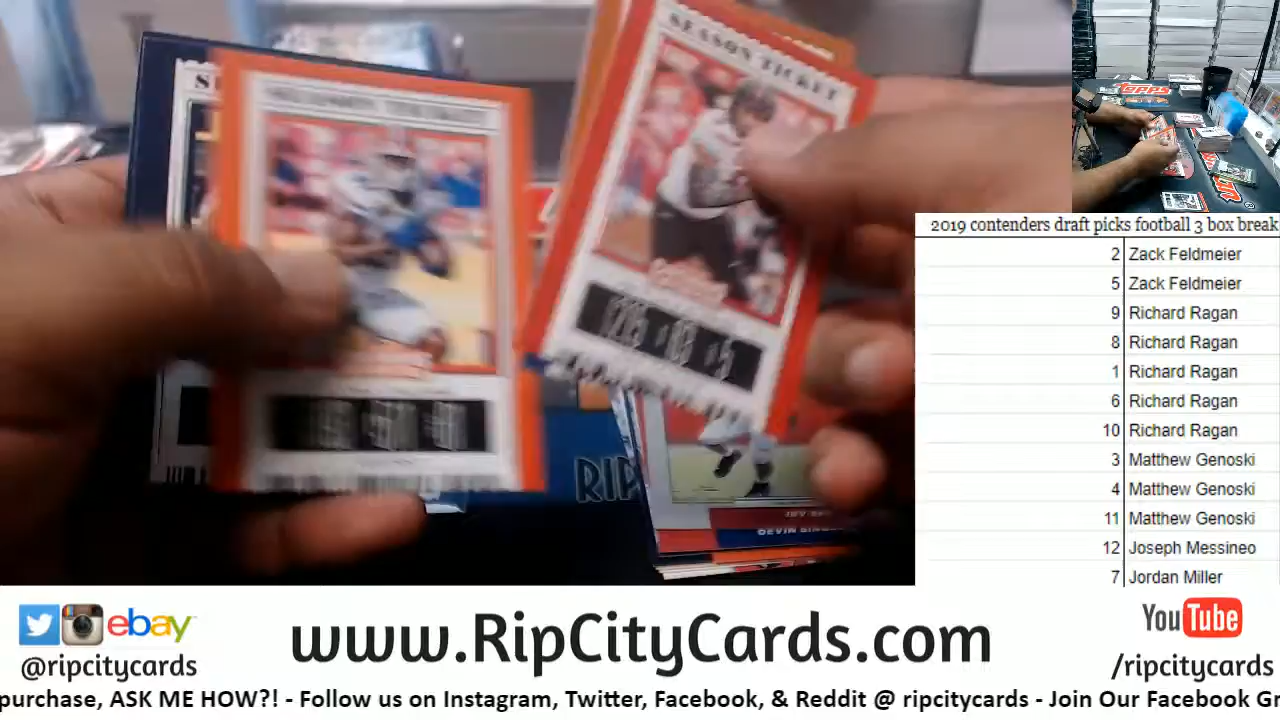 SEASON TICKET
TOPPS
RIP
DEVIN
2019 contenders draft picks football 3 box break
2 Zack Feldmeier
5 Zack Feldmeier
9 Richard Ragan
8 Richard Ragan
1 Richard Ragan
6 Richard Ragan
10 Richard Ragan
3 Matthew Genoski
4 Matthew Genoski
11 Matthew Genoski
12 Joseph Messineo
7 Jordan Miller
ebay
@ripcitycards
www.RipCityCards.com
YouTube
/ripcitycards
purchase, ASK ME HOW?! - Follow us on Instagram, Twitter, Facebook, & Reddit @ ripcitycards - Join Our Facebook Gr